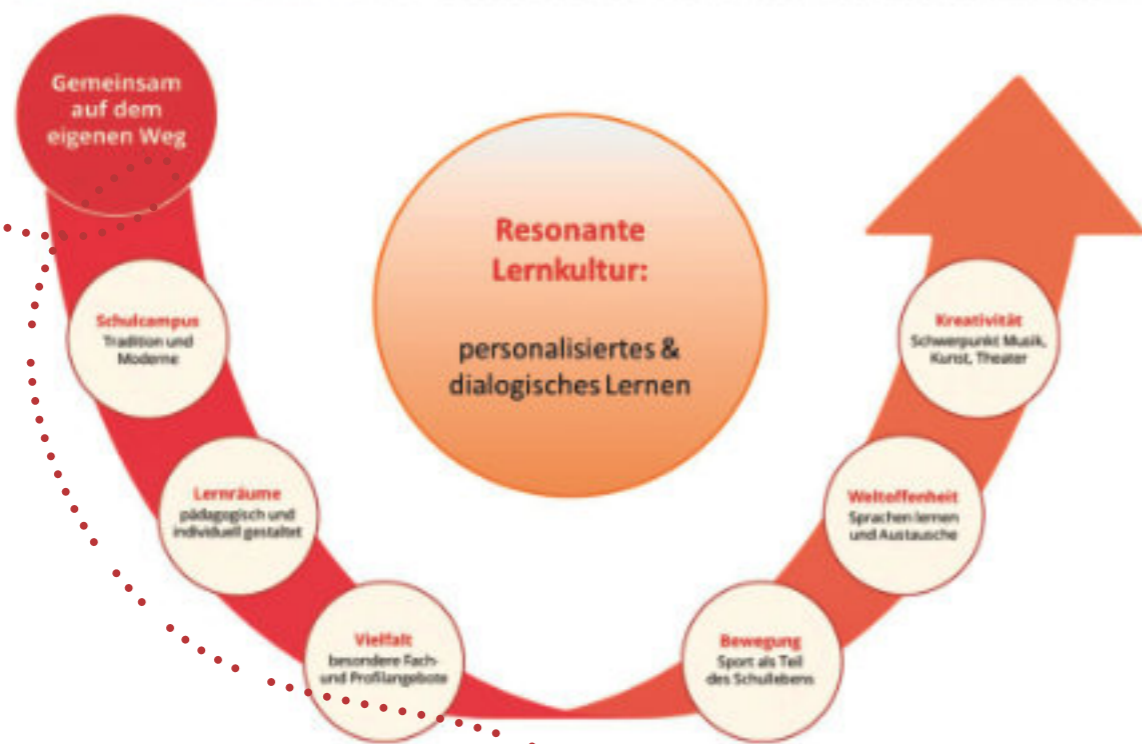 Gemeinsam
auf dem
eigenen Weg
Resonante
Lernkultur:
personalisiertes &
dialogisches Lernen
Schulcampus
Tradition und
Moderne
Lernräume
pädagogisch und
individuell gestaltet
Vielfalt
besondere Fach-
und Profilangebote
Bewegung
Sport als Teil
des Schullebens
Weltoffenheit
Sprachen lernen
und Austausche
Kreativität
Schwerpunkt Musik,
Kunst, Theater